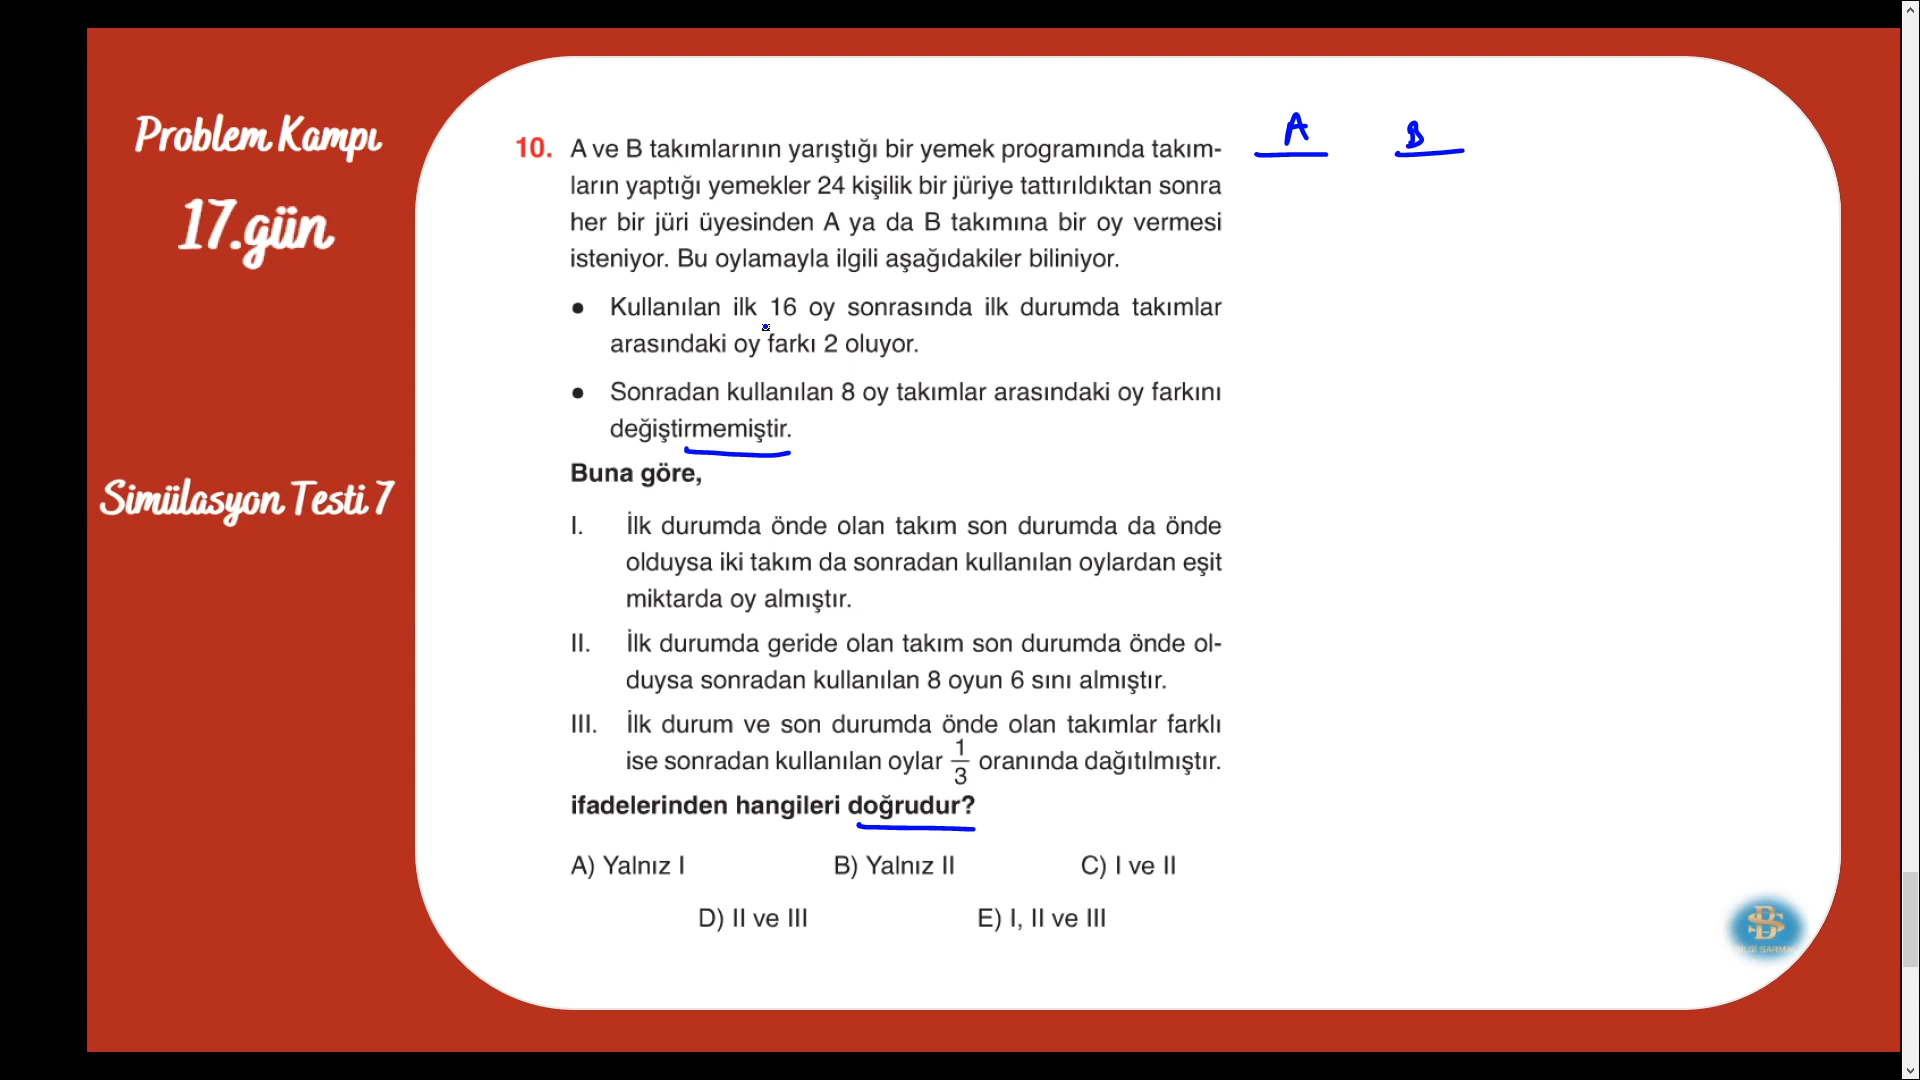 Problem Kampı
17.gün
Simülasyon Testi 7
A B
10. A ve B takımlarının yarıştığı bir yemek programında takım-
ların yaptığı yemekler 24 kişilik bir jüriye tattırıldıktan sonra
her bir jüri üyesinden A ya da B takımına bir oy vermesi
isteniyor. Bu oylamayla ilgili aşağıdakiler biliniyor.
• Kullanılan ilk 16 oy sonrasında ilk durumda takımlar
arasındaki oy farkı 2 oluyor.
• Sonradan kullanılan 8 oy takımlar arasındaki oy farkını
değiştirmemiştir.
Buna göre,
I. İlk durumda önde olan takım son durumda da önde
olduysa iki takım da sonradan kullanılan oylardan eşit
miktarda oy almıştır.
II. İlk durumda geride olan takım son durumda önde ol-
duysa sonradan kullanılan 8 oyun 6 sını almıştır.
III. İlk durum ve son durumda önde olan takımlar farklı
ise sonradan kullanılan oylar 1/3 oranında dağıtılmıştır.
ifadelerinden hangileri doğrudur?
A) Yalnız I B) Yalnız II C) I ve II
D) II ve III E) I, II ve III